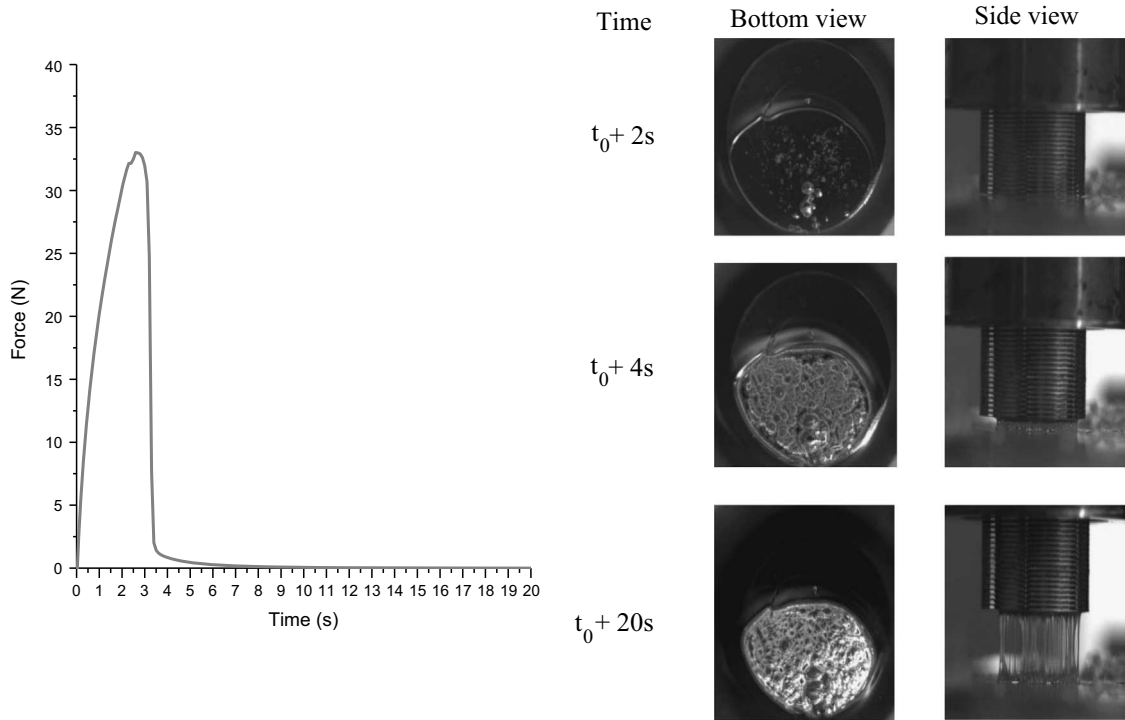 Time Bottom view Side view
40
35
30
25
20
15
10
5
0
Force (N)
0 1 2 3 4 5 6 7 8 9 10 11 12 13 14 15 16 17 18 19 20
Time (s)
t0+ 2s
t0+ 4s
t0+ 20s